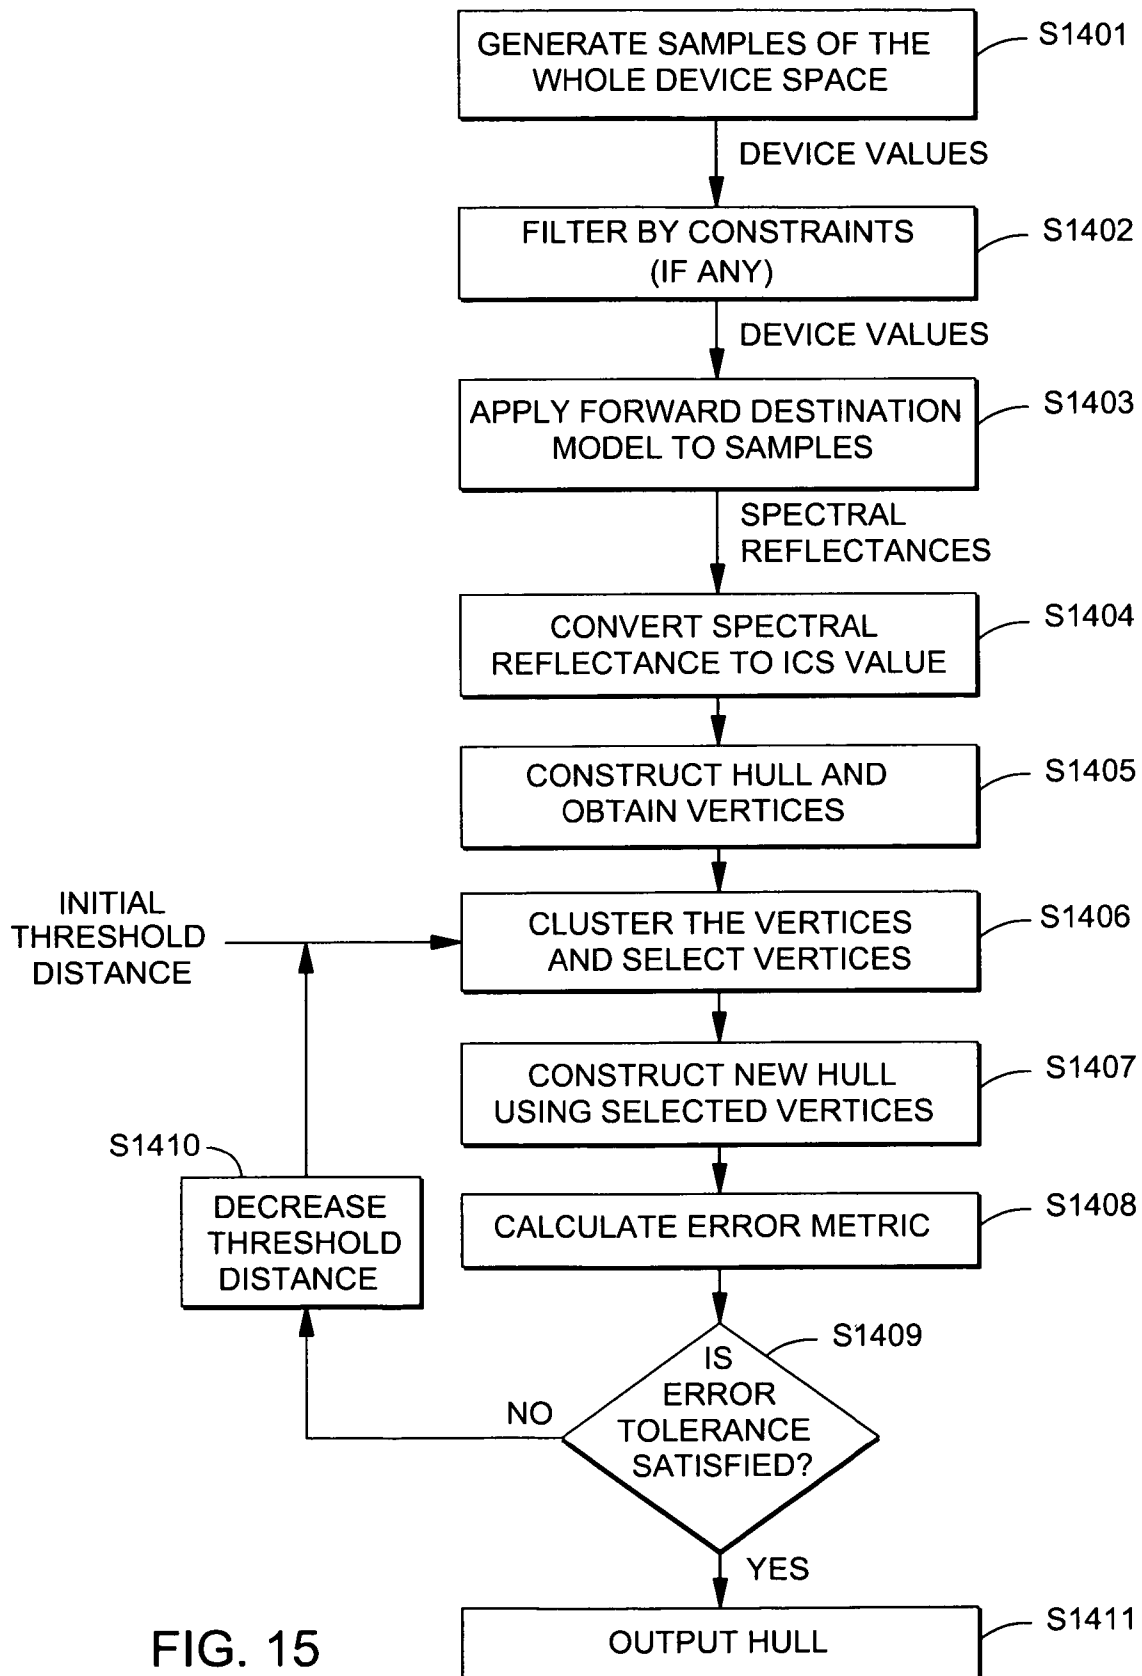 GENERATE SAMPLES OF THE
WHOLE DEVICE SPACE
S1401
DEVICE VALUES
FILTER BY CONSTRAINTS
(IF ANY)
S1402
DEVICE VALUES
APPLY FORWARD DESTINATION
MODEL TO SAMPLES
S1403
SPECTRAL
REFLECTANCES
CONVERT SPECTRAL
REFLECTANCE TO ICS VALUE
S1404
CONSTRUCT HULL AND
OBTAIN VERTICES
S1405
INITIAL
THRESHOLD
DISTANCE
CLUSTER THE VERTICES
AND SELECT VERTICES
S1406
CONSTRUCT NEW HULL
USING SELECTED VERTICES
S1407
S1410
DECREASE
THRESHOLD
DISTANCE
CALCULATE ERROR METRIC
S1408
IS
ERROR
TOLERANCE
SATISFIED?
S1409
NO
YES
OUTPUT HULL
S1411
FIG. 15